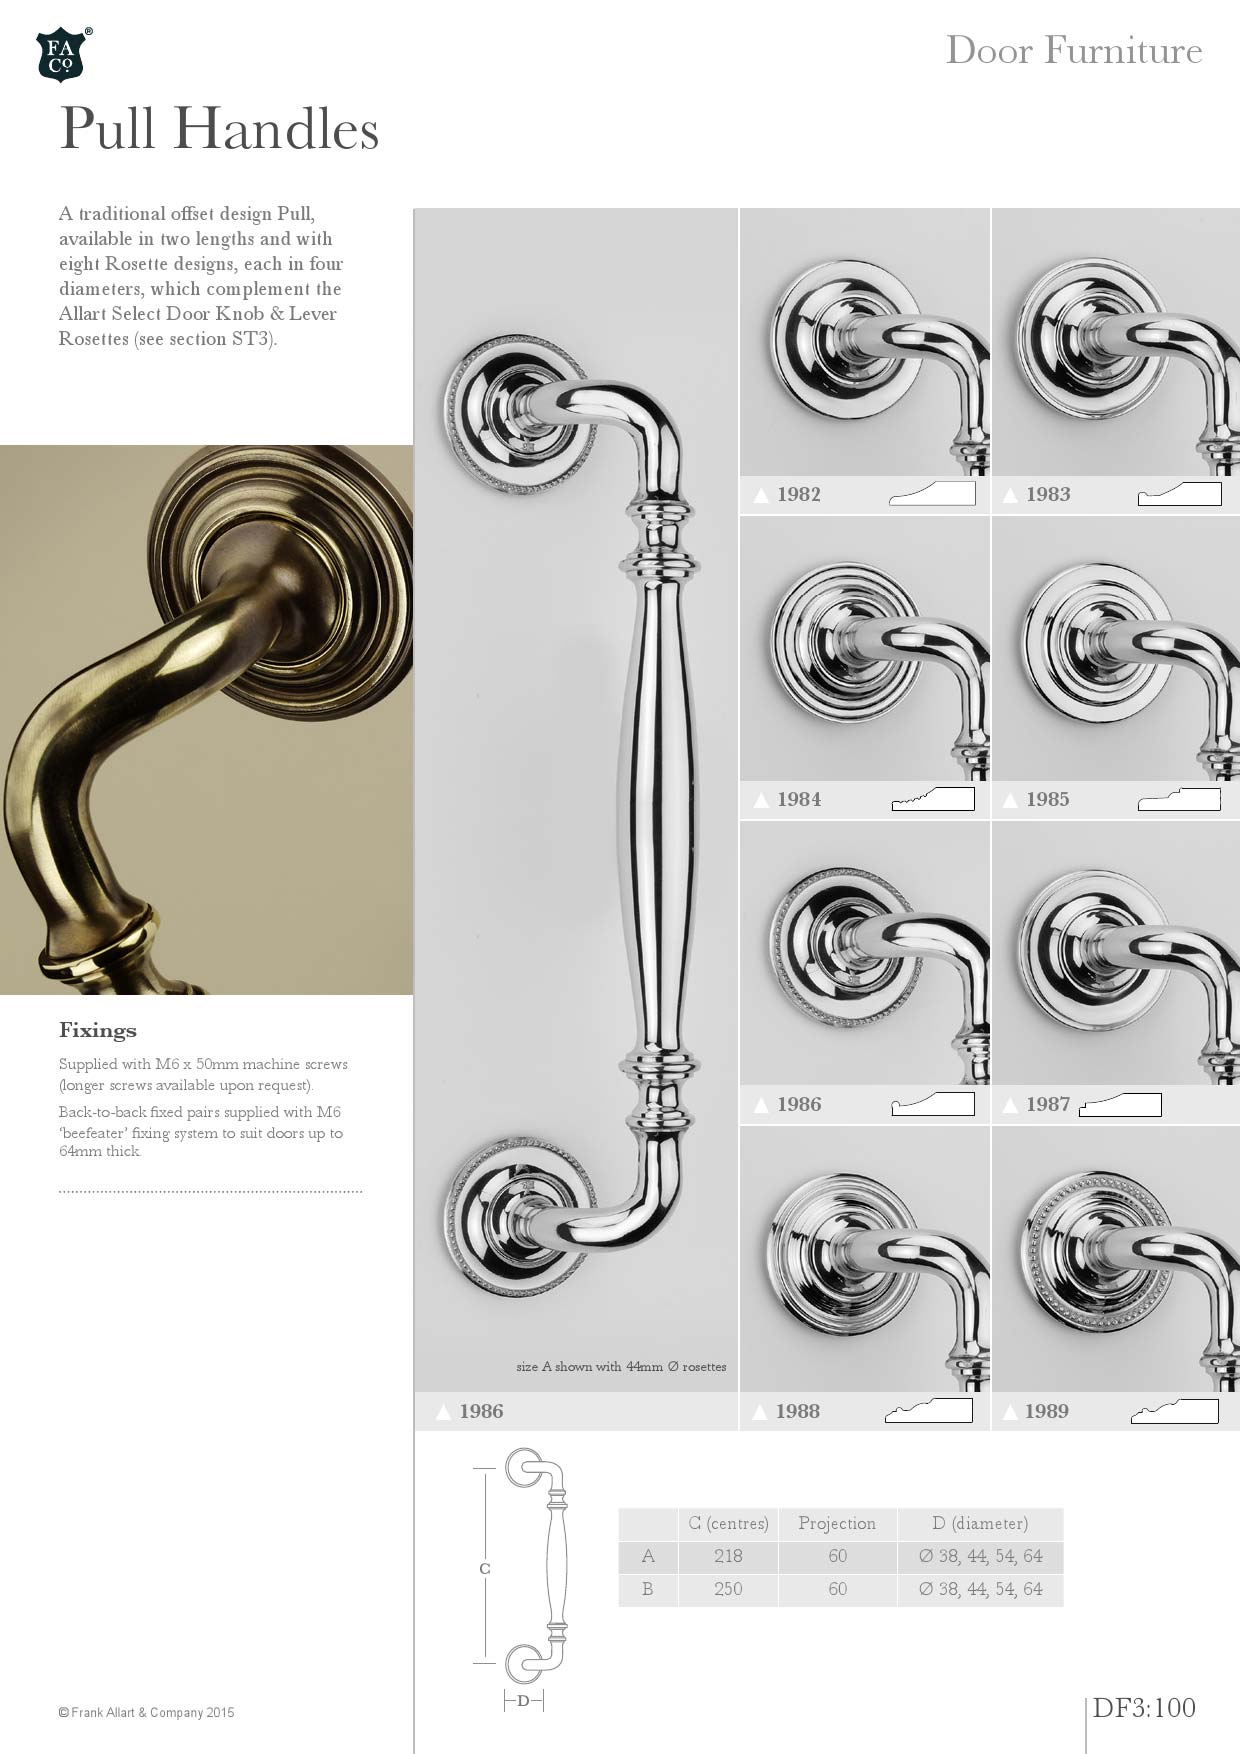 FA
Co.
®
Door Furniture
Pull Handles
A traditional offset design Pull,
available in two lengths and with
eight Rosette designs, each in four
diameters, which complement the
Allart Select Door Knob & Lever
Rosettes (see section ST3).
1982
1983
1984
1985
Fixings
Supplied with M6 x 50mm machine screws
(longer screws available upon request).
Back-to-back fixed pairs supplied with M6
‘beefeater’ fixing system to suit doors up to
64mm thick.
1986
1987
size A shown with 44mm Ø rosettes
1986
1988
1989
C
D
C (centres) Projection D (diameter)
A 218 60 Ø 38, 44, 54, 64
B 250 60 Ø 38, 44, 54, 64
© Frank Allart & Company 2015
DF3:100